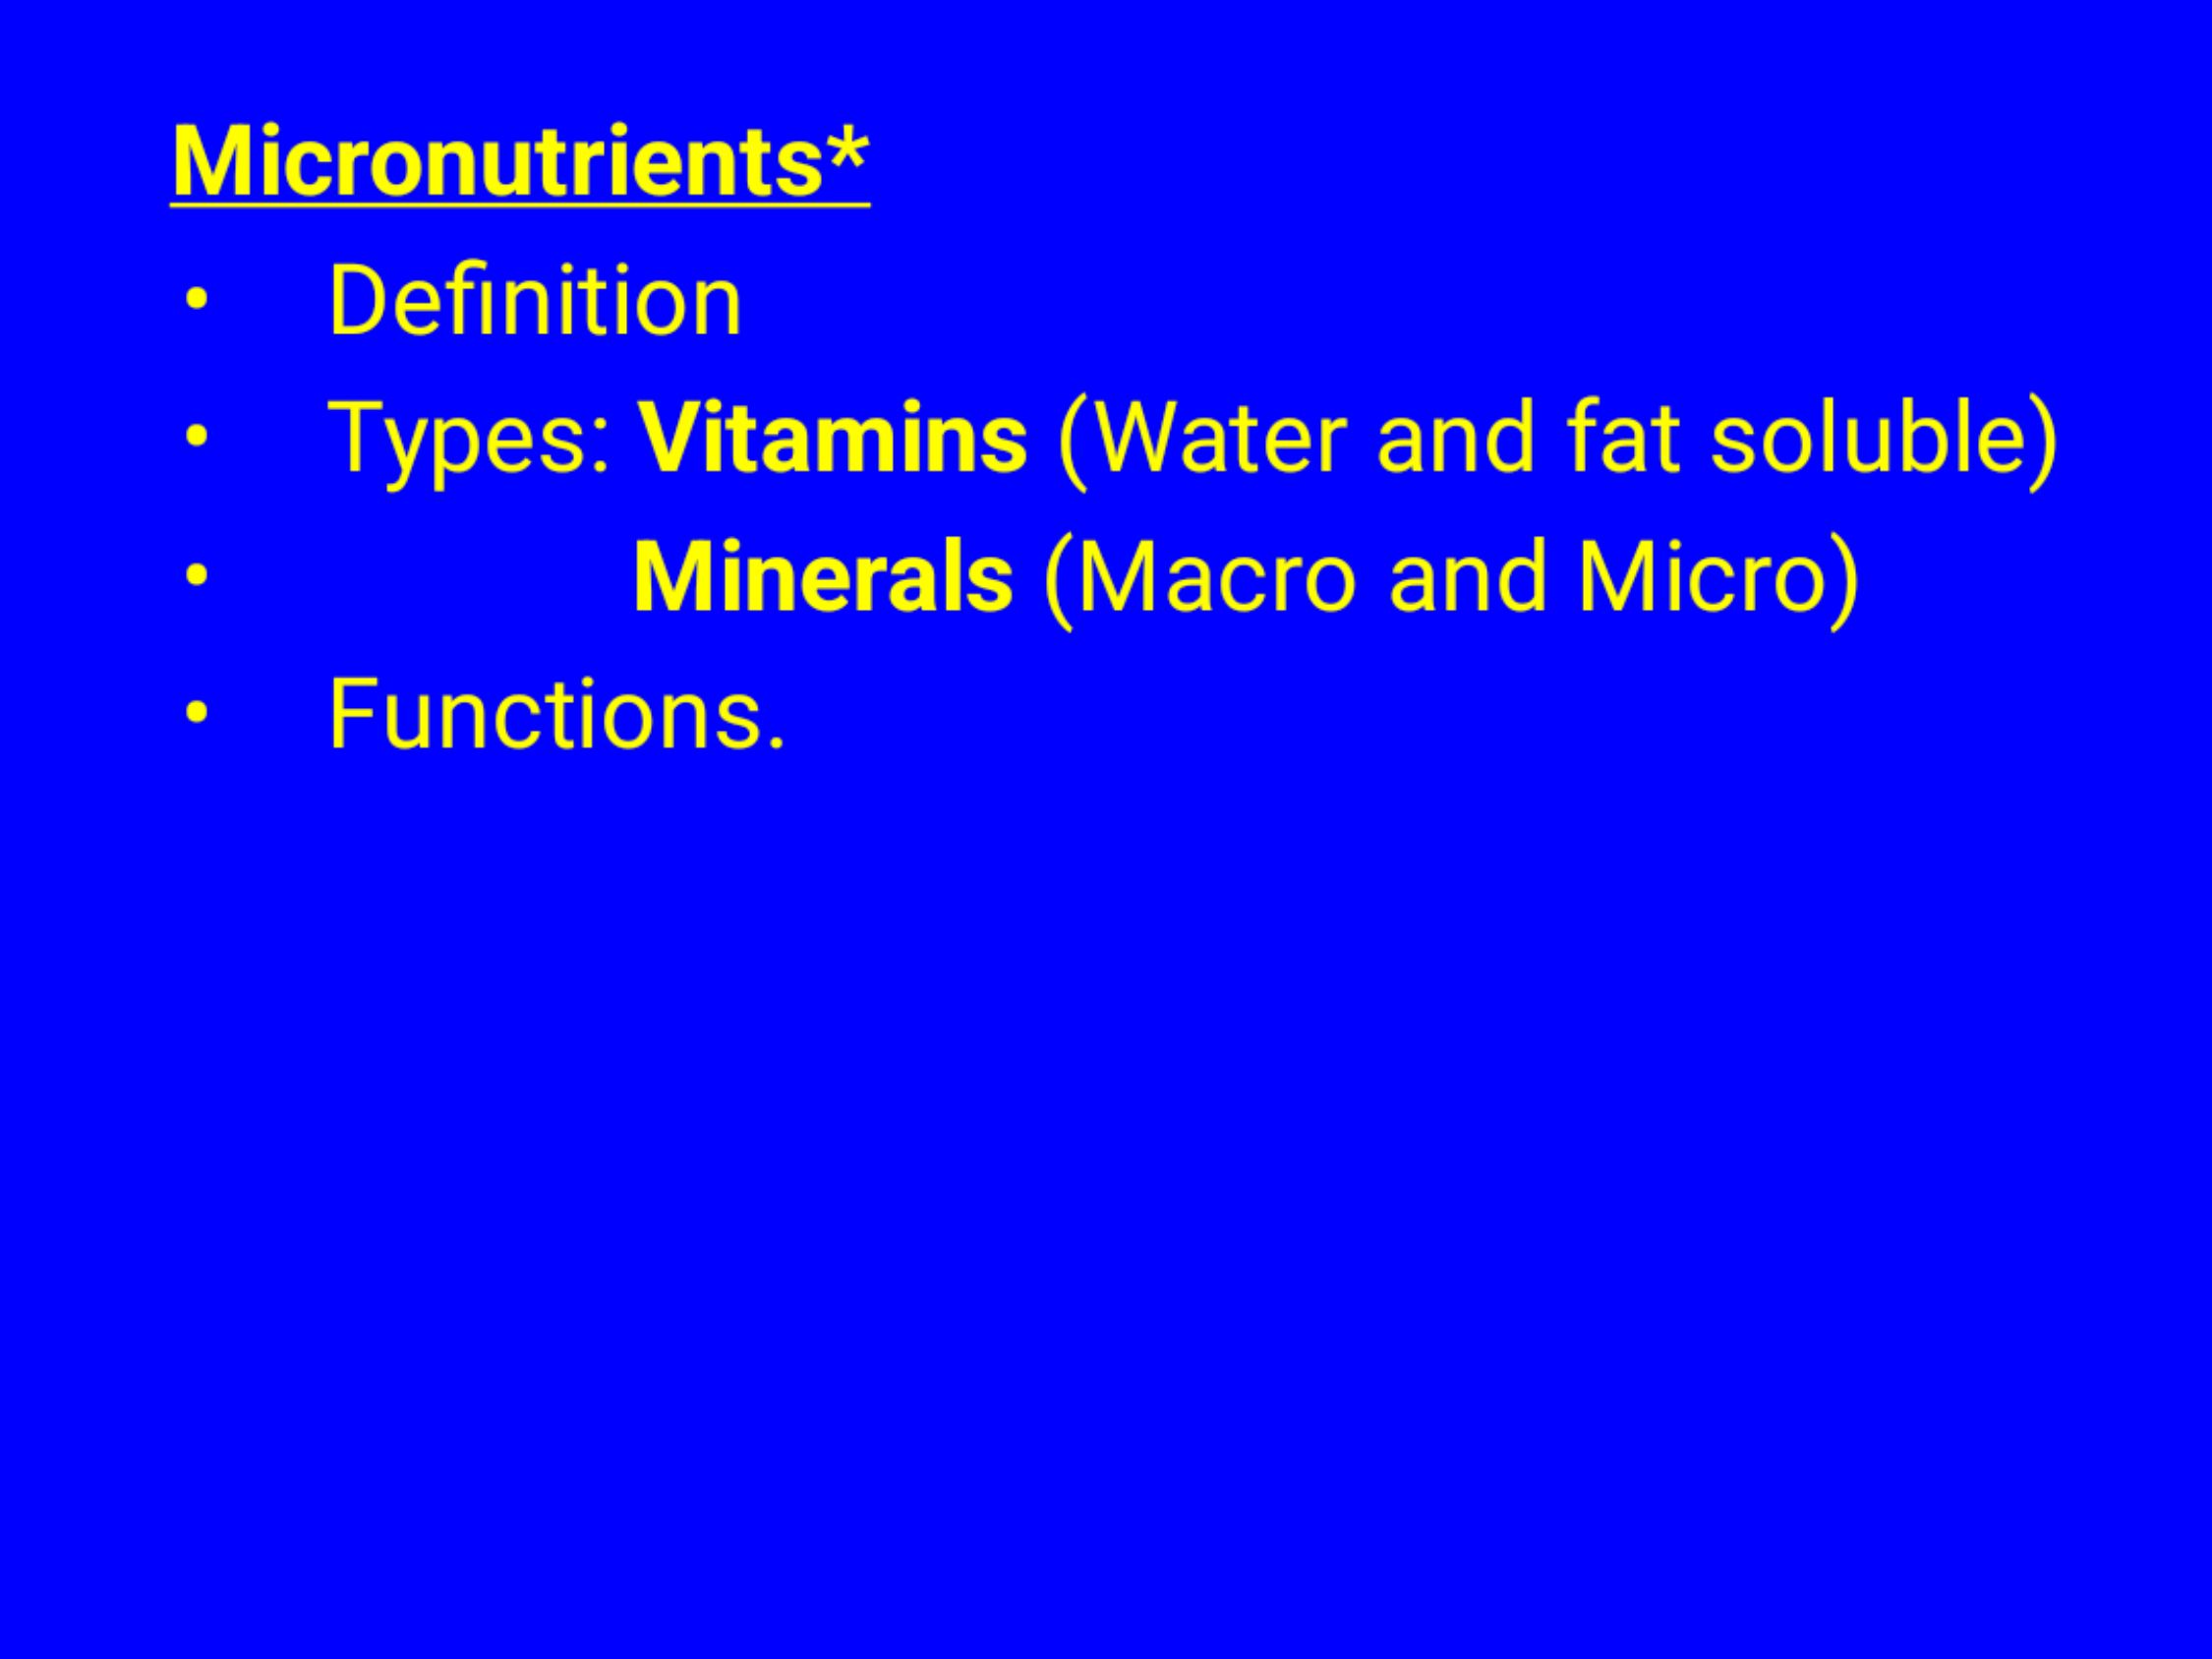 Micronutrients*
• Definition
• Types: Vitamins (Water and fat soluble)
• Minerals (Macro and Micro)
• Functions.